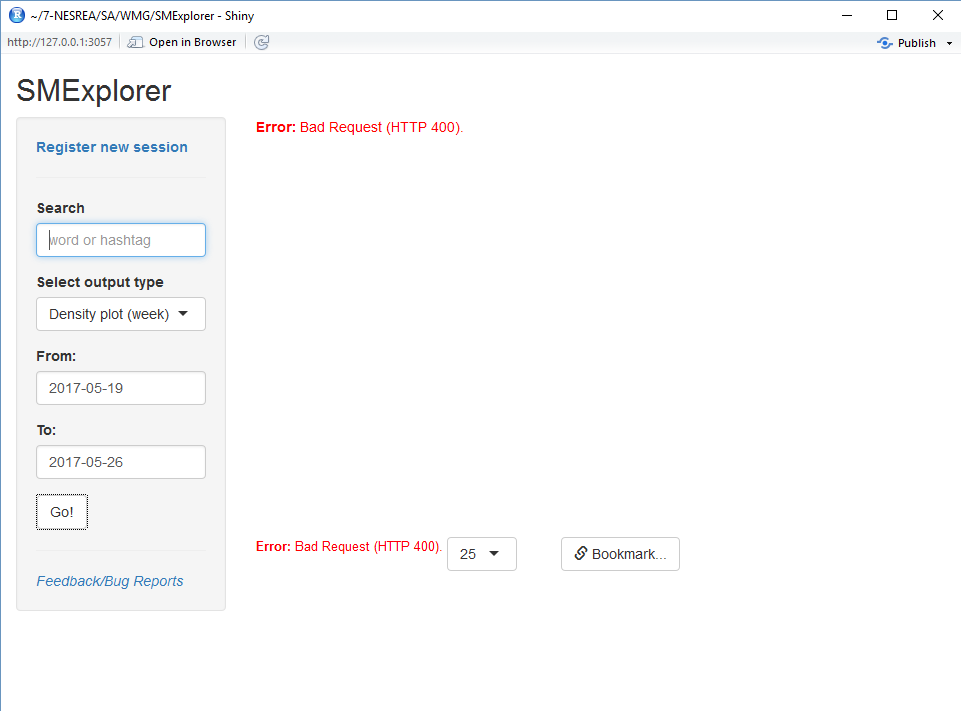 ~/7-NESREA/SA/WMG/SMExplorer - Shiny
http://127.0.0.1:3057 Open in Browser Publish
SMExplorer
Register new session
Search
word or hashtag
Select output type
Density plot (week)
From:
2017-05-19
To:
2017-05-26
Go!
Feedback/Bug Reports
Error: Bad Request (HTTP 400).
Error: Bad Request (HTTP 400). 25 Bookmark...